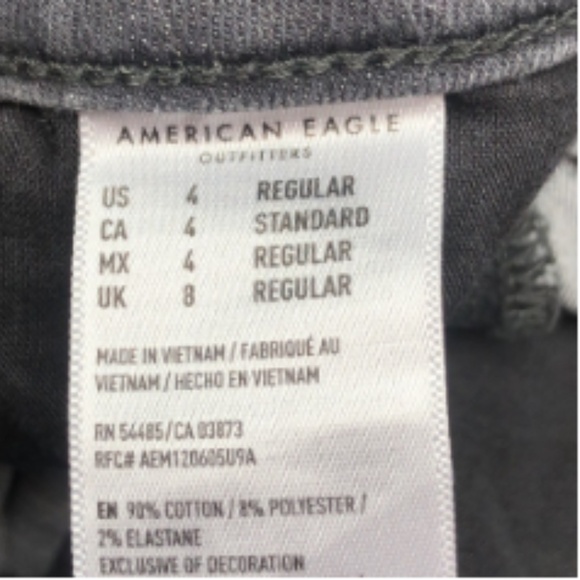 AMERICAN EAGLE
OUTFITTERS
US 4 REGULAR
CA 4 STANDARD
MX 4 REGULAR
UK 8 REGULAR
MADE IN VIETNAM / FABRIQUÉ AU
VIETNAM / HECHO EN VIETNAM
RN 54485/CA 03873
RFC# AEM120605U9A
EN 90% COTTON / 8% POLYESTER /
2% ELASTANE
EXCLUSIVE OF DECORATION